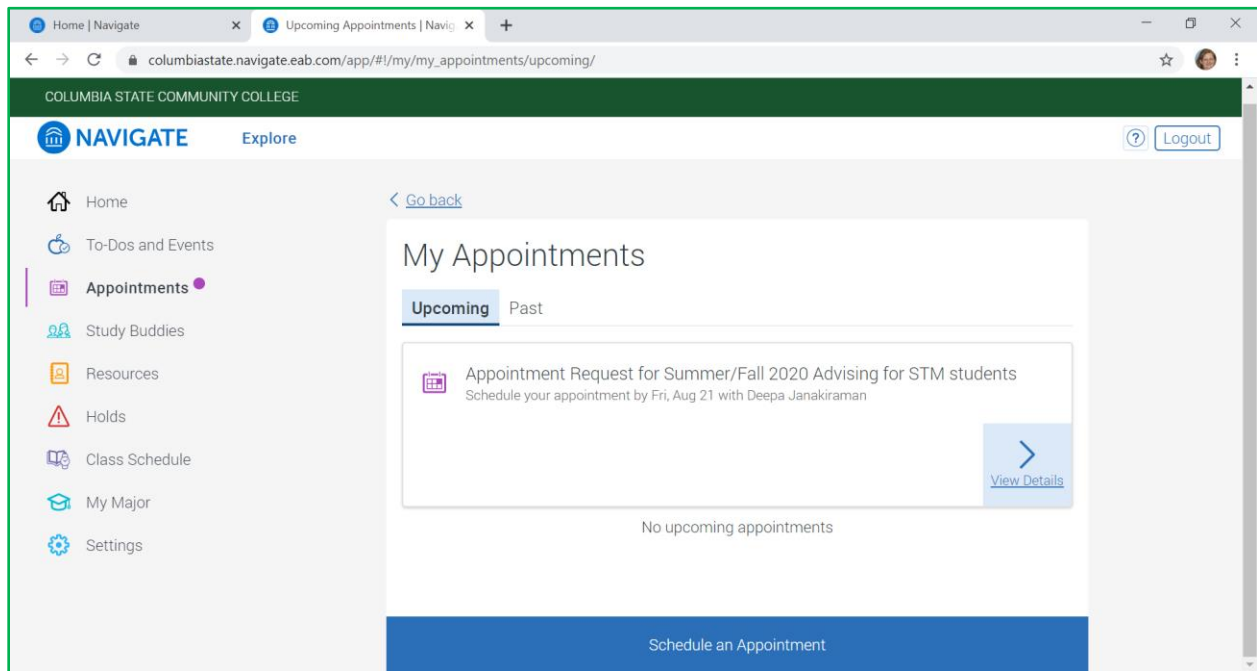 Home | Navigate
Upcoming Appointments | Navig
columbiastate.navigate.eab.com/app/#!/my/my_appointments/upcoming/
COLUMBIA STATE COMMUNITY COLLEGE
NAVIGATE
Explore
? Logout
Home
To-Dos and Events
Appointments
Study Buddies
Resources
Holds
Class Schedule
My Major
Settings
Go back
My Appointments
Upcoming Past
Appointment Request for Summer/Fall 2020 Advising for STM students
Schedule your appointment by Fri, Aug 21 with Deepa Janakiraman
View Details
No upcoming appointments
Schedule an Appointment